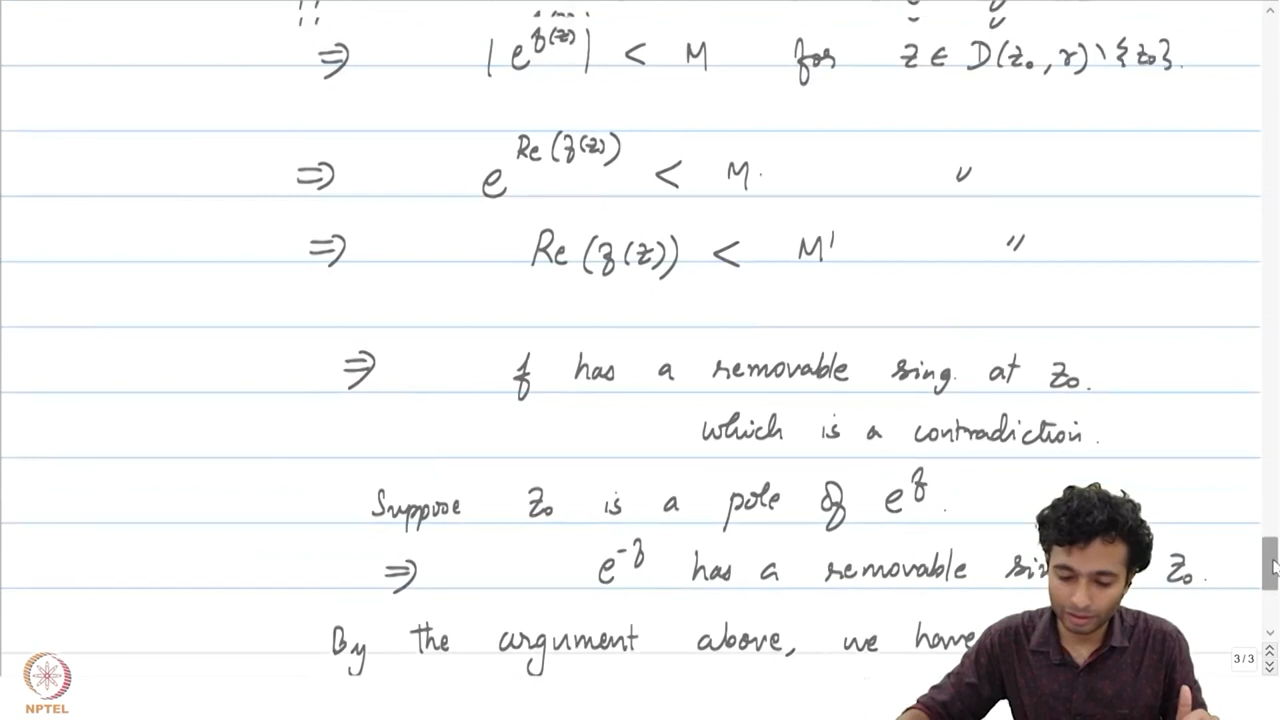 ⇒ |e^{f(z)}| < M for z ∈ D(z₀, r) \ {z₀}.
⇒ e^{Re(f(z))} < M. "
⇒ Re(f(z)) < M' "
⇒ f has a removable sing. at z₀.
which is a contradiction.
Suppose z₀ is a pole of e^f.
⇒ e^{-f} has a removable z₀.
By the argument above, we have
3/3
NPTEL